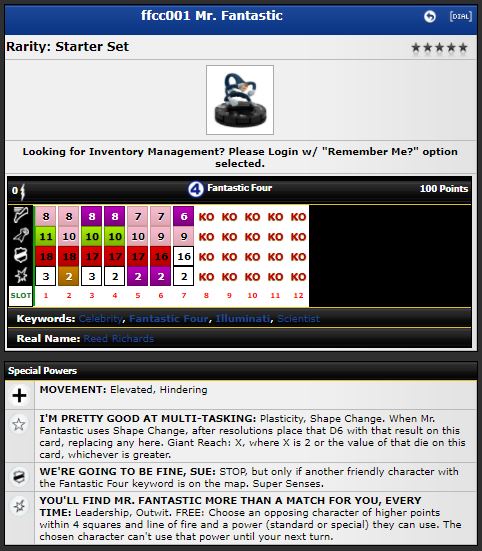 ffcc001 Mr. Fantastic
[DIAL]
Rarity: Starter Set
Looking for Inventory Management? Please Login w/ "Remember Me?" option
selected.
0 4 Fantastic Four 100 Points
8 8 8 8 7 7 6 KO KO KO KO KO
11 10 10 10 10 9 9 KO KO KO KO KO
18 18 17 17 17 16 16 KO KO KO KO KO
3 2 3 2 2 2 2 KO KO KO KO KO
SLOT 1 2 3 4 5 6 7 8 9 10 11 12
Keywords: Celebrity, Fantastic Four, Illuminati, Scientist
Real Name: Reed Richards
Special Powers
MOVEMENT: Elevated, Hindering
I'M PRETTY GOOD AT MULTI-TASKING: Plasticity, Shape Change. When Mr.
Fantastic uses Shape Change, after resolutions place that D6 with that result on this
card, replacing any here. Giant Reach: X, where X is 2 or the value of that die on this
card, whichever is greater.
WE'RE GOING TO BE FINE, SUE: STOP, but only if another friendly character with
the Fantastic Four keyword is on the map. Super Senses.
YOU'LL FIND MR. FANTASTIC MORE THAN A MATCH FOR YOU, EVERY
TIME: Leadership, Outwit. FREE: Choose an opposing character of higher points
within 4 squares and line of fire and a power (standard or special) they can use. The
chosen character can't use that power until your next turn.